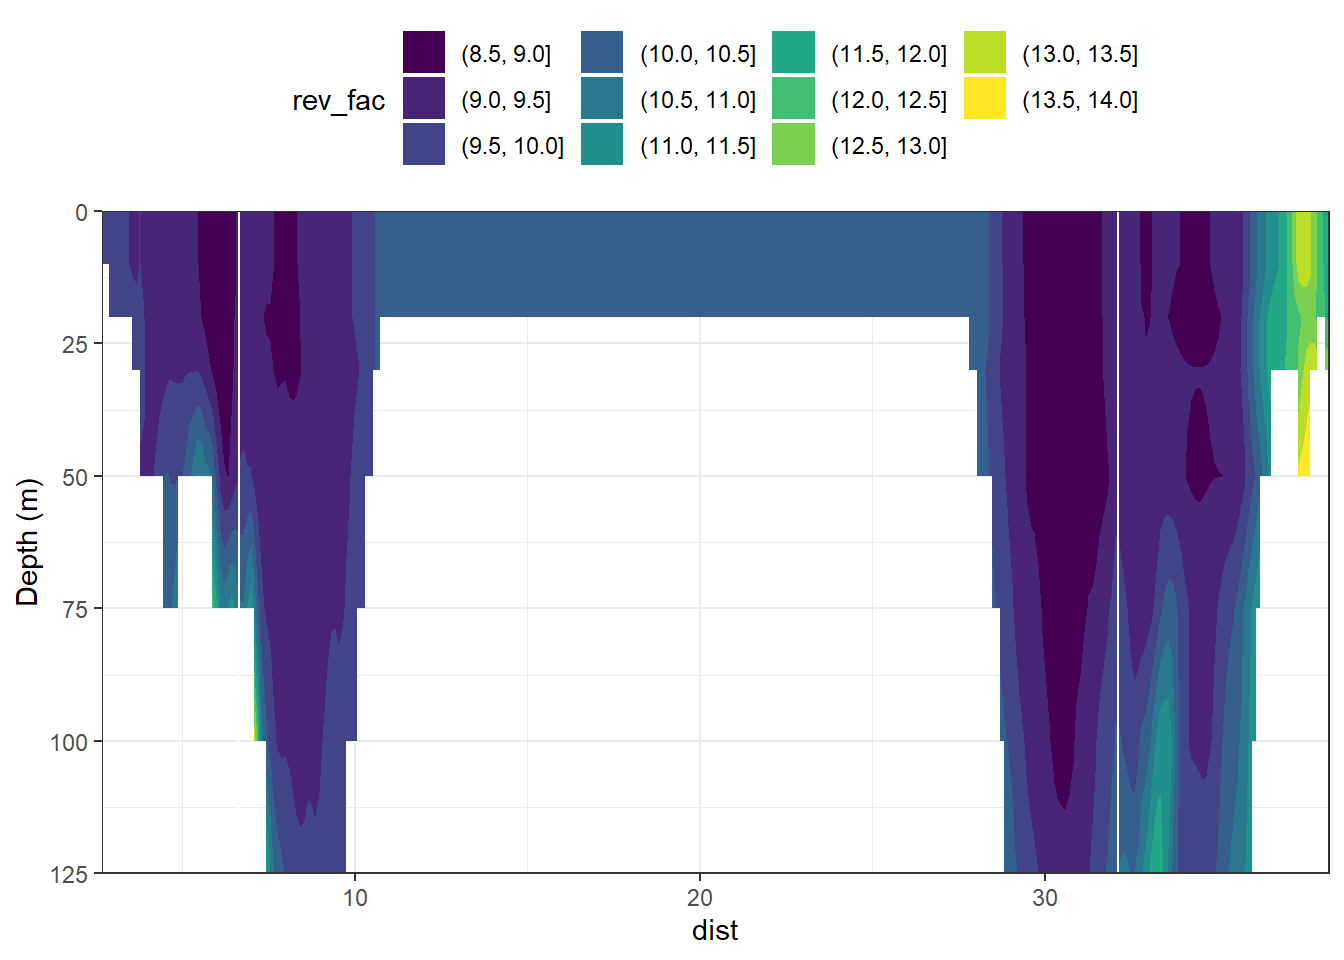 (8.5, 9.0] (10.0, 10.5] (11.5, 12.0] (13.0, 13.5]
rev_fac (9.0, 9.5] (10.5, 11.0] (12.0, 12.5] (13.5, 14.0]
(9.5, 10.0] (11.0, 11.5] (12.5, 13.0]
0
25
50
Depth (m)
75
100
125
10 20 30
dist